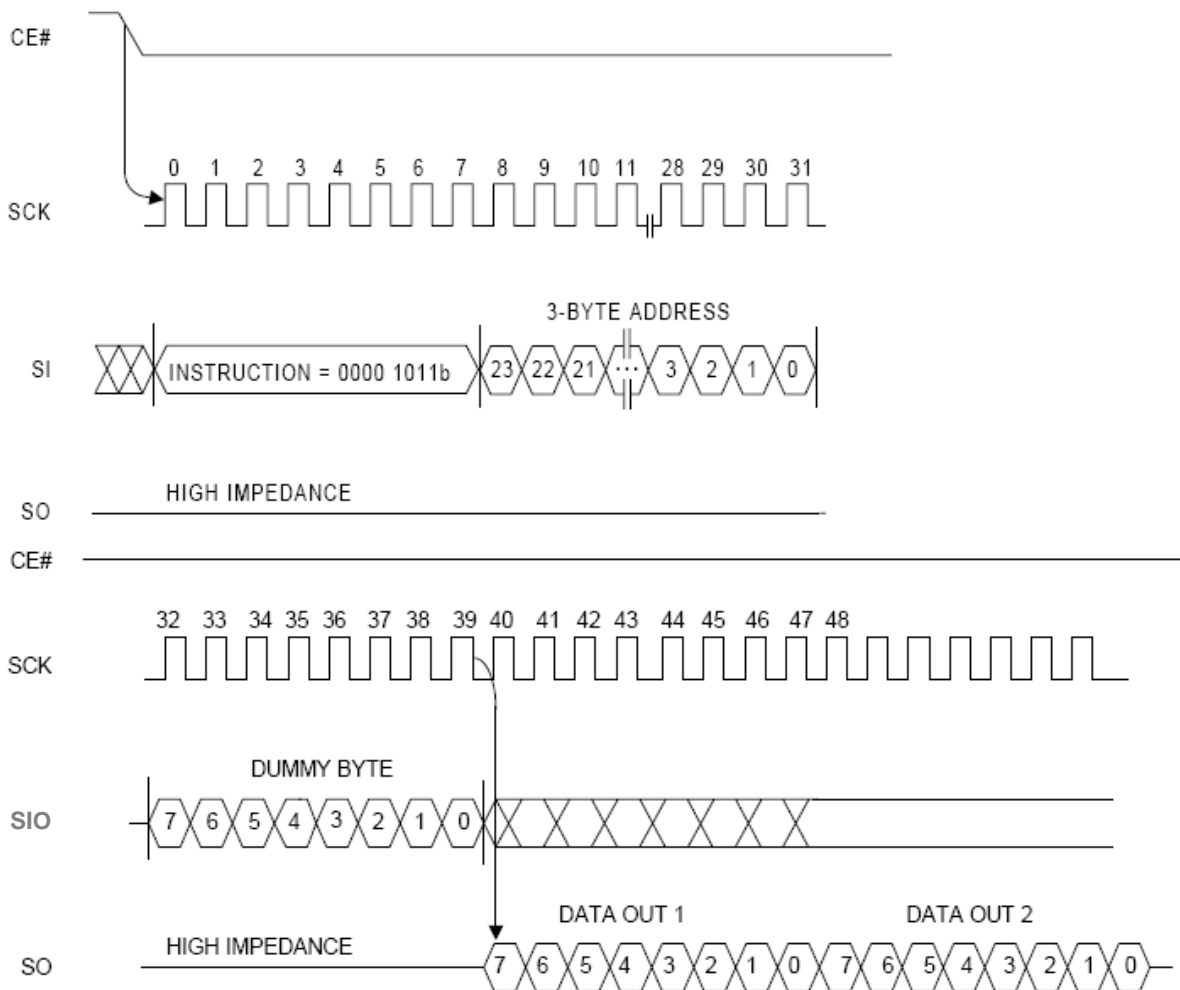 CE#
0 1 2 3 4 5 6 7 8 9 10 11 28 29 30 31
SCK
3-BYTE ADDRESS
SI INSTRUCTION = 0000 1011b 23 22 21 ... 3 2 1 0
HIGH IMPEDANCE
SO
CE#
32 33 34 35 36 37 38 39 40 41 42 43 44 45 46 47 48
SCK
DUMMY BYTE
SIO 7 6 5 4 3 2 1 0
DATA OUT 1 DATA OUT 2
HIGH IMPEDANCE
SO 7 6 5 4 3 2 1 0 7 6 5 4 3 2 1 0